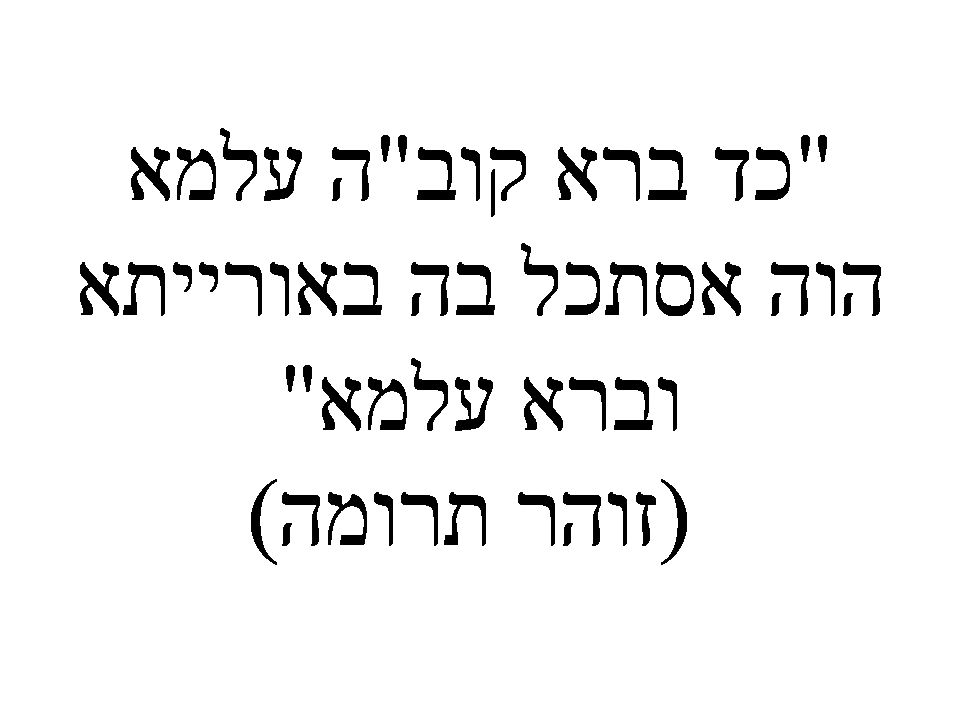 "כד ברא קוב"ה עלמא
הוה אסתכל בה באורייתא
וברא עלמא"
(זוהר תרומה)